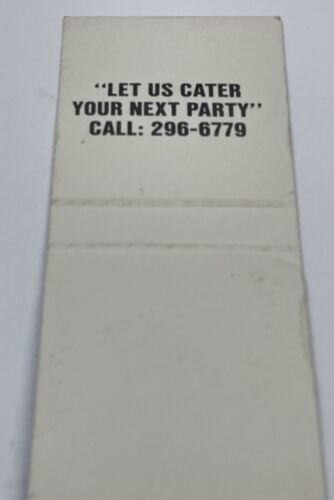 "LET US CATER
YOUR NEXT PARTY"
CALL: 296-6779